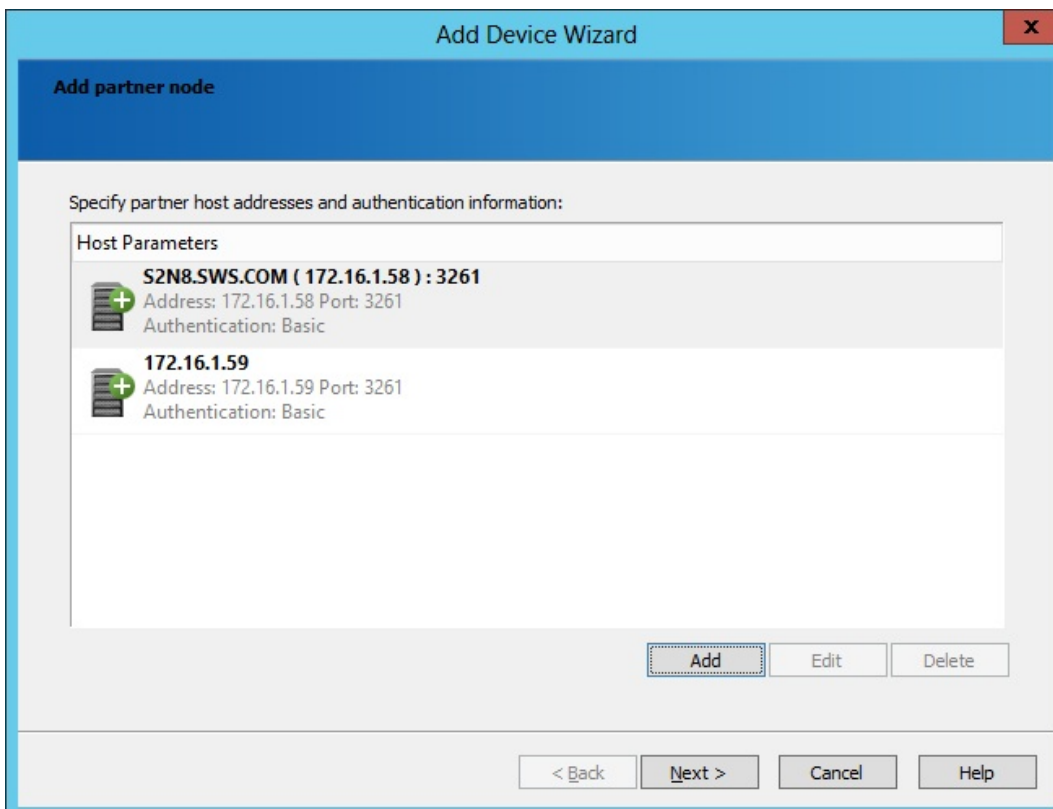 Add Device Wizard
x
Add partner node
Specify partner host addresses and authentication information:
Host Parameters
S2N8.SWS.COM ( 172.16.1.58 ) : 3261
Address: 172.16.1.58 Port: 3261
Authentication: Basic
172.16.1.59
Address: 172.16.1.59 Port: 3261
Authentication: Basic
Add Edit Delete
< Back Next > Cancel Help